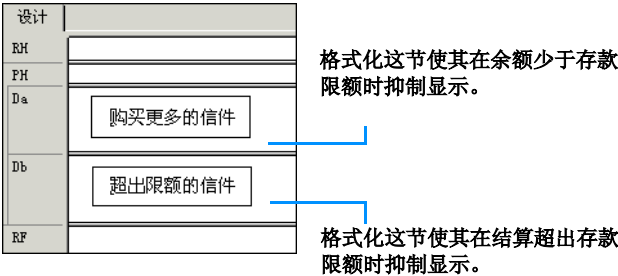 设计
RH
PH
Da
购买更多的信件
Db
超出限额的信件
RF
格式化这节使其在余额少于存款
限额时抑制显示。
格式化这节使其在结算超出存款
限额时抑制显示。